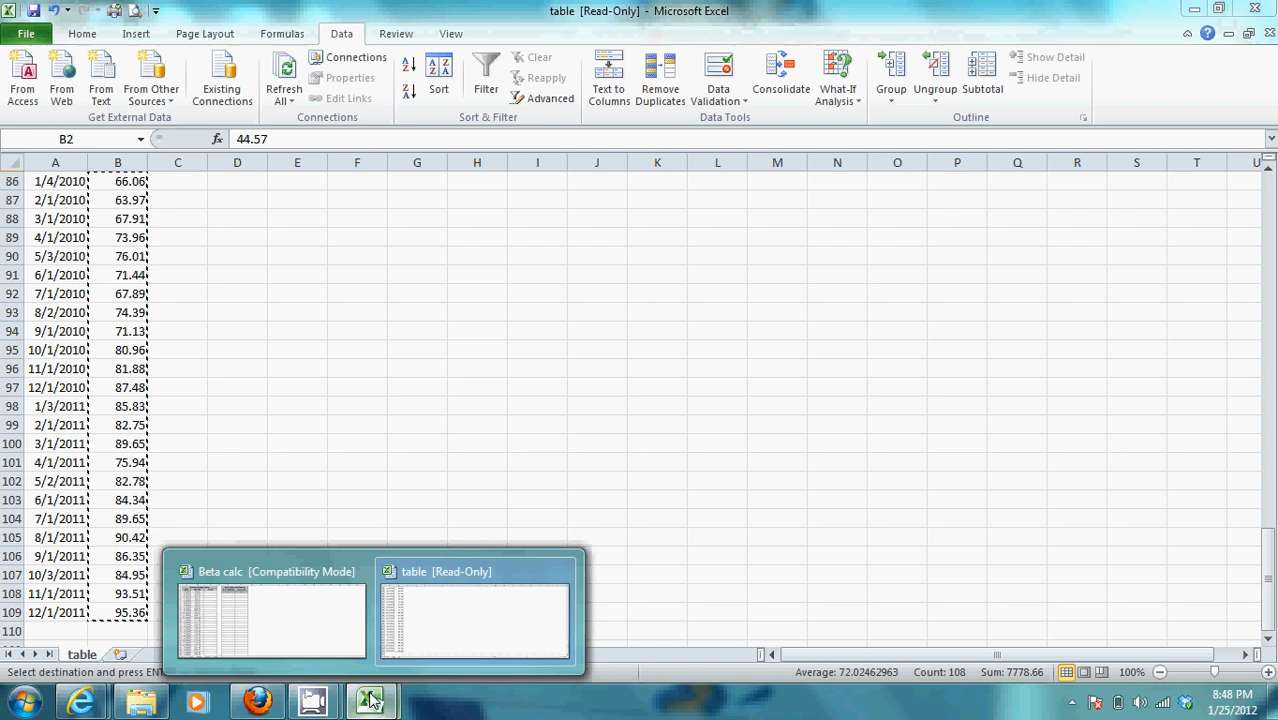 table [Read-Only] - Microsoft Excel
File Home Insert Page Layout Formulas Data Review View
From Access
From Web
From Text
From Other Sources
Existing Connections
Get External Data
Refresh All
Connections
Properties
Edit Links
Connections
Sort
Filter
Clear
Reapply
Advanced
Sort & Filter
Text to Columns
Remove Duplicates
Data Validation
Consolidate
What-If Analysis
Data Tools
Group
Ungroup
Subtotal
Show Detail
Hide Detail
Outline
B2 fx 44.57
A B C D E F G H I J K L M N O P Q R S T U
86 1/4/2010 66.06
87 2/1/2010 63.97
88 3/1/2010 67.91
89 4/1/2010 73.96
90 5/3/2010 76.01
91 6/1/2010 71.44
92 7/1/2010 67.89
93 8/2/2010 74.39
94 9/1/2010 71.13
95 10/1/2010 80.96
96 11/1/2010 81.88
97 12/1/2010 87.48
98 1/3/2011 85.83
99 2/1/2011 82.75
100 3/1/2011 89.65
101 4/1/2011 75.94
102 5/2/2011 82.78
103 6/1/2011 84.34
104 7/1/2011 89.65
105 8/1/2011 90.42
106 9/1/2011 86.35
107 10/3/2011 84.95
108 11/1/2011 93.51
109 12/1/2011 95.36
110
Beta calc [Compatibility Mode]
table [Read-Only]
table
Select destination and press EN
Average: 72.02462963 Count: 108 Sum: 7778.66 100%
8:48 PM
1/25/2012